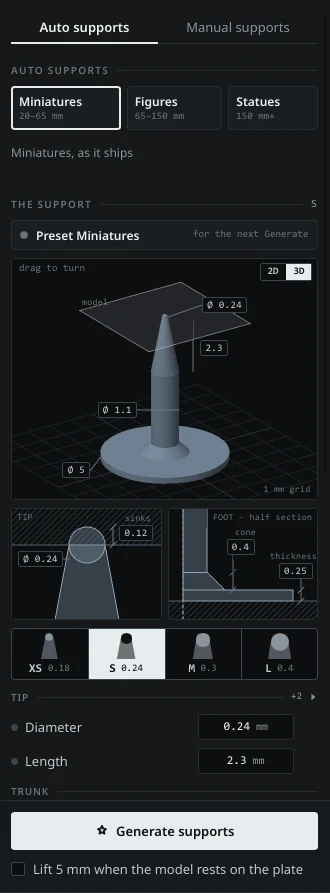 Auto supports Manual supports
AUTO SUPPORTS
Miniatures Figures Statues
20–65 mm 65–150 mm 150 mm+
Miniatures, as it ships
THE SUPPORT S
Preset Miniatures for the next Generate
drag to turn 2D 3D
model Ø 0.24
2.3
Ø 1.1
Ø 5
1 mm grid
TIP sinks FOOT · half section
0.12 cone
0.4
Ø 0.24 thickness
0.25
XS 0.18 S 0.24 M 0.3 L 0.4
TIP +2
Diameter 0.24 mm
Length 2.3 mm
TRUNK
Generate supports
Lift 5 mm when the model rests on the plate